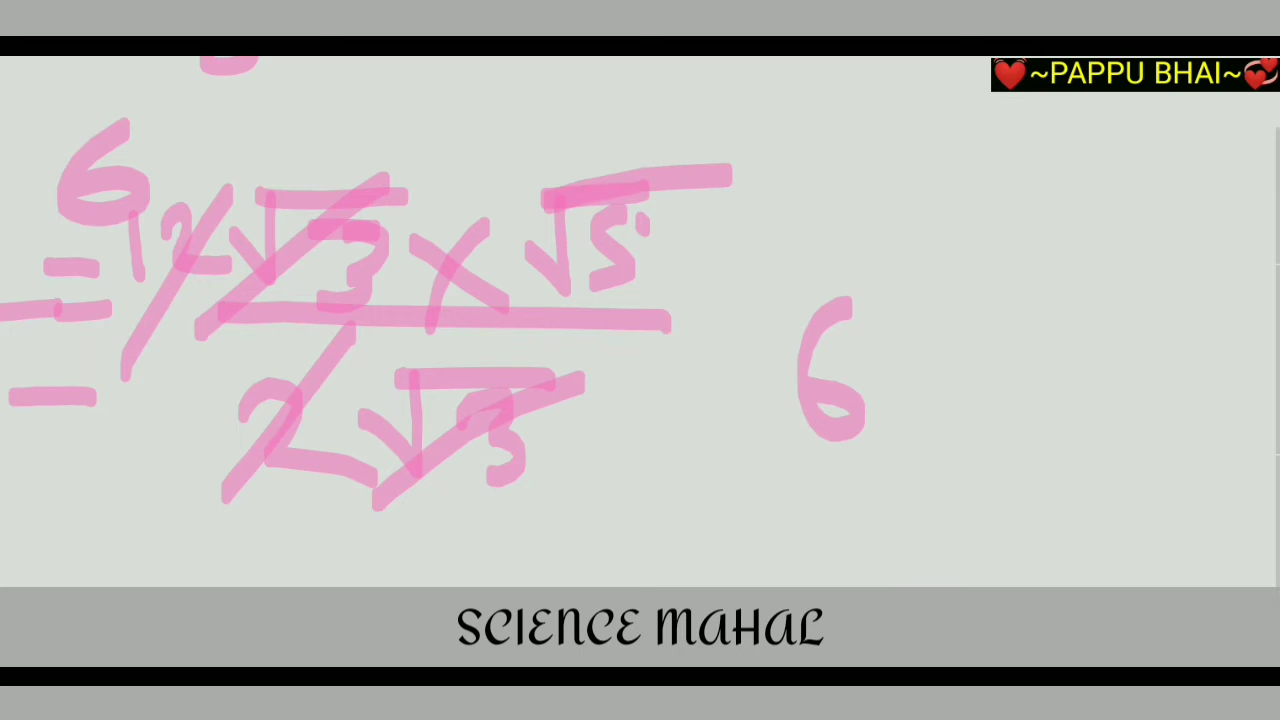 ~PAPPU BHAI~
6
= 12√3 × √5
2√3
6
SCIENCE MAHAL